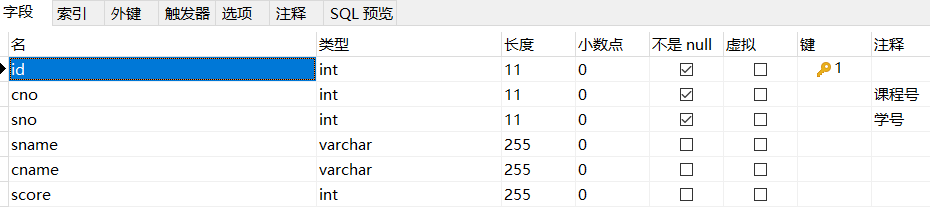 字段 索引 外键 触发器 选项 注释 SQL 预览
名 类型 长度 小数点 不是 null 虚拟 键 注释
id int 11 0 1
cno int 11 0 课程号
sno int 11 0 学号
sname varchar 255 0
cname varchar 255 0
score int 255 0